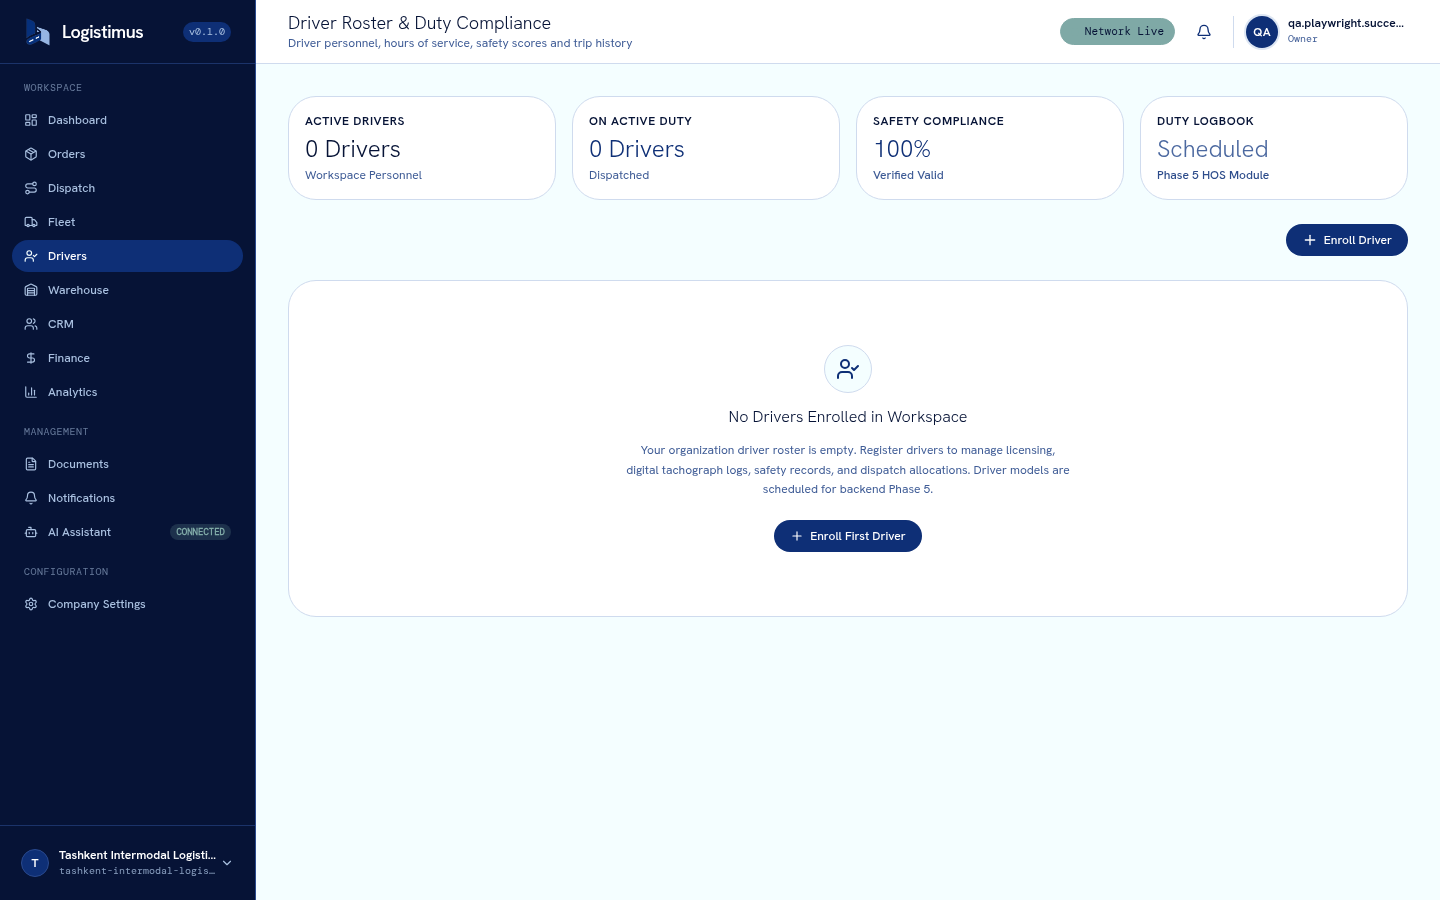 Logistimus
v0.1.0
WORKSPACE
Dashboard
Orders
Dispatch
Fleet
Drivers
Warehouse
CRM
Finance
Analytics
MANAGEMENT
Documents
Notifications
AI Assistant
CONNECTED
CONFIGURATION
Company Settings
T
Tashkent Intermodal Logisti...
tashkent-intermodal-logis…
Driver Roster & Duty Compliance
Driver personnel, hours of service, safety scores and trip history
Network Live
QA
qa.playwright.succe...
Owner
ACTIVE DRIVERS
0 Drivers
Workspace Personnel
ON ACTIVE DUTY
0 Drivers
Dispatched
SAFETY COMPLIANCE
100%
Verified Valid
DUTY LOGBOOK
Scheduled
Phase 5 HOS Module
Enroll Driver
No Drivers Enrolled in Workspace
Your organization driver roster is empty. Register drivers to manage licensing,
digital tachograph logs, safety records, and dispatch allocations. Driver models are
scheduled for backend Phase 5.
Enroll First Driver